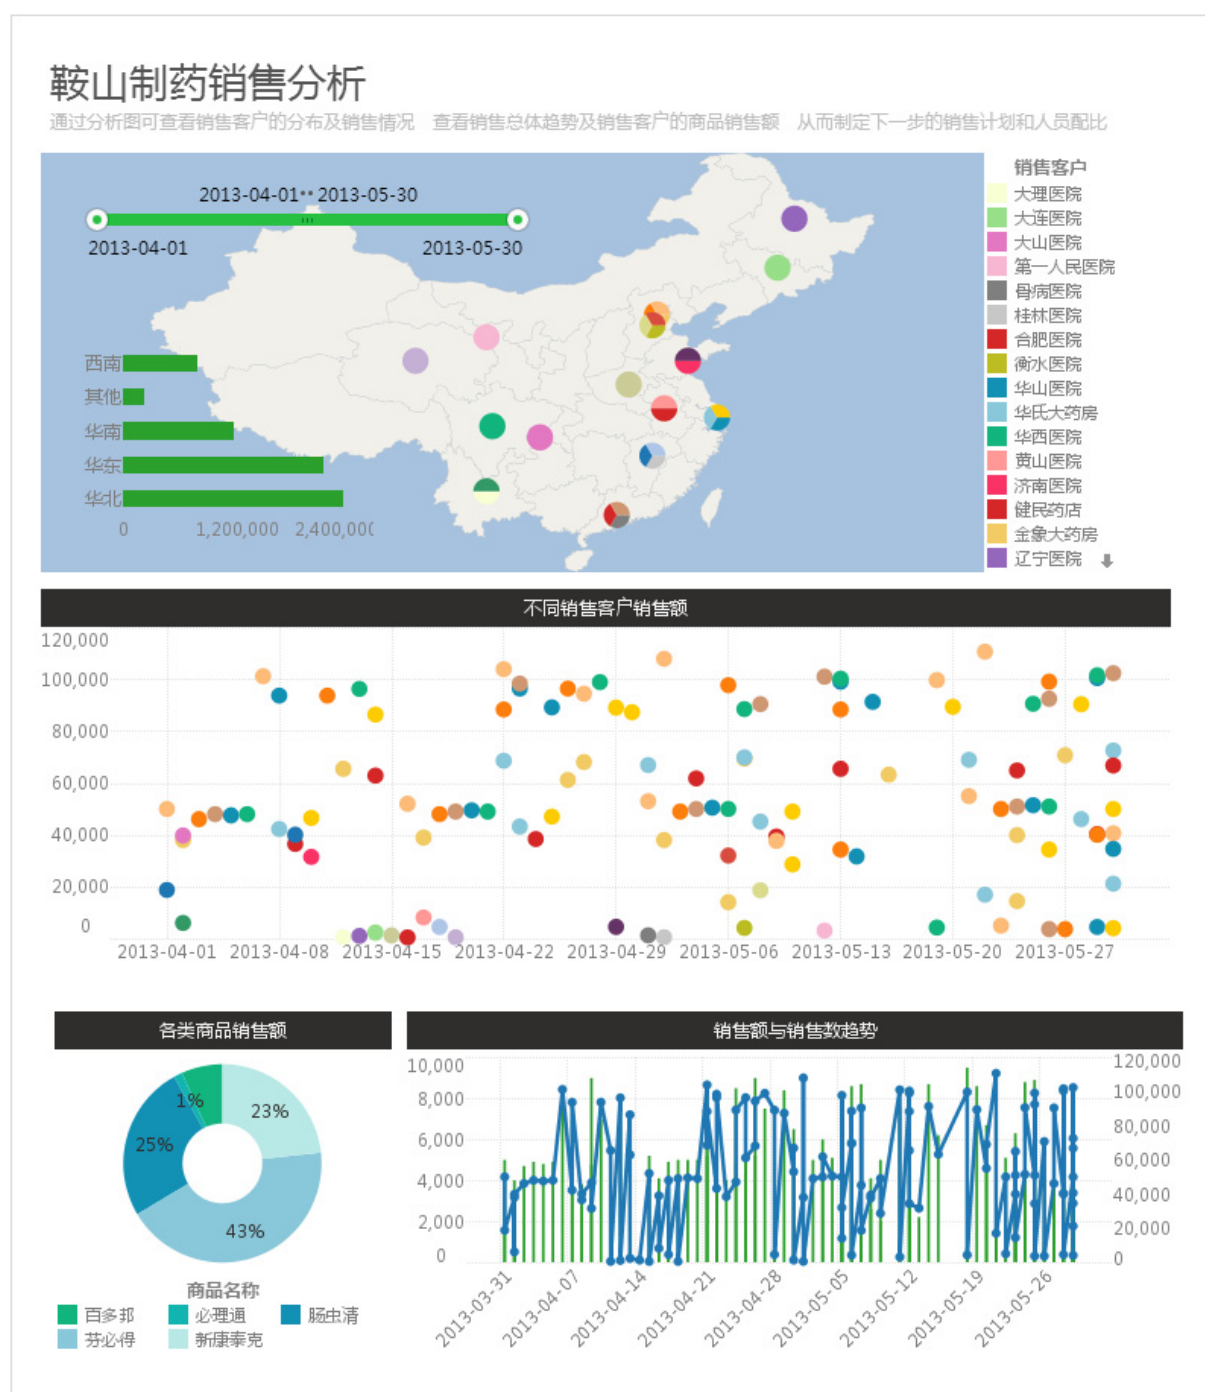 鞍山制药销售分析
通过分析图可查看销售客户的分布及销售情况 查看销售总体趋势及销售客户的商品销售额 从而制定下一步的销售计划和人员配比
2013-04-01 2013-05-30
2013-04-01 2013-05-30
西南
其他
华南
华东
华北
0 1,200,000 2,400,000
销售客户
大理医院
大连医院
大山医院
第一人民医院
骨病医院
桂林医院
合肥医院
衡水医院
华山医院
华氏大药房
华西医院
黄山医院
济南医院
健民药店
金象大药房
辽宁医院
不同销售客户销售额
120,000
100,000
80,000
60,000
40,000
20,000
0
2013-04-01 2013-04-08 2013-04-15 2013-04-22 2013-04-29 2013-05-06 2013-05-13 2013-05-20 2013-05-27
各类商品销售额
1%
23%
25%
43%
商品名称
百多邦 必理通 肠虫清
芬必得 新康泰克
销售额与销售数趋势
10,000
8,000
6,000
4,000
2,000
0
120,000
100,000
80,000
60,000
40,000
20,000
0
2013-03-31 2013-04-07 2013-04-14 2013-04-21 2013-04-28 2013-05-05 2013-05-12 2013-05-19 2013-05-26